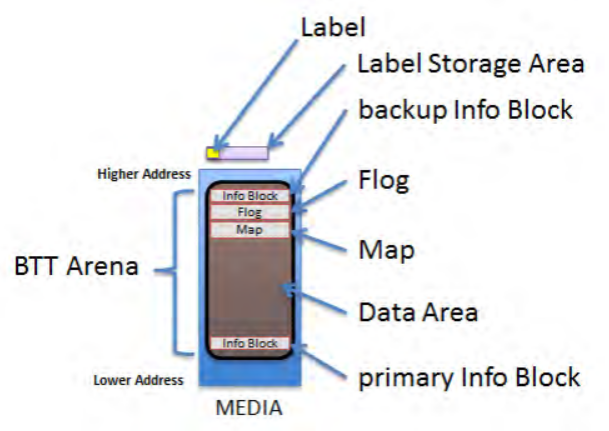 Label
Label Storage Area
backup Info Block
Higher Address
Info Block
Flog
Flog
Map
Map
BTT Arena
Data Area
Info Block
primary Info Block
Lower Address
MEDIA